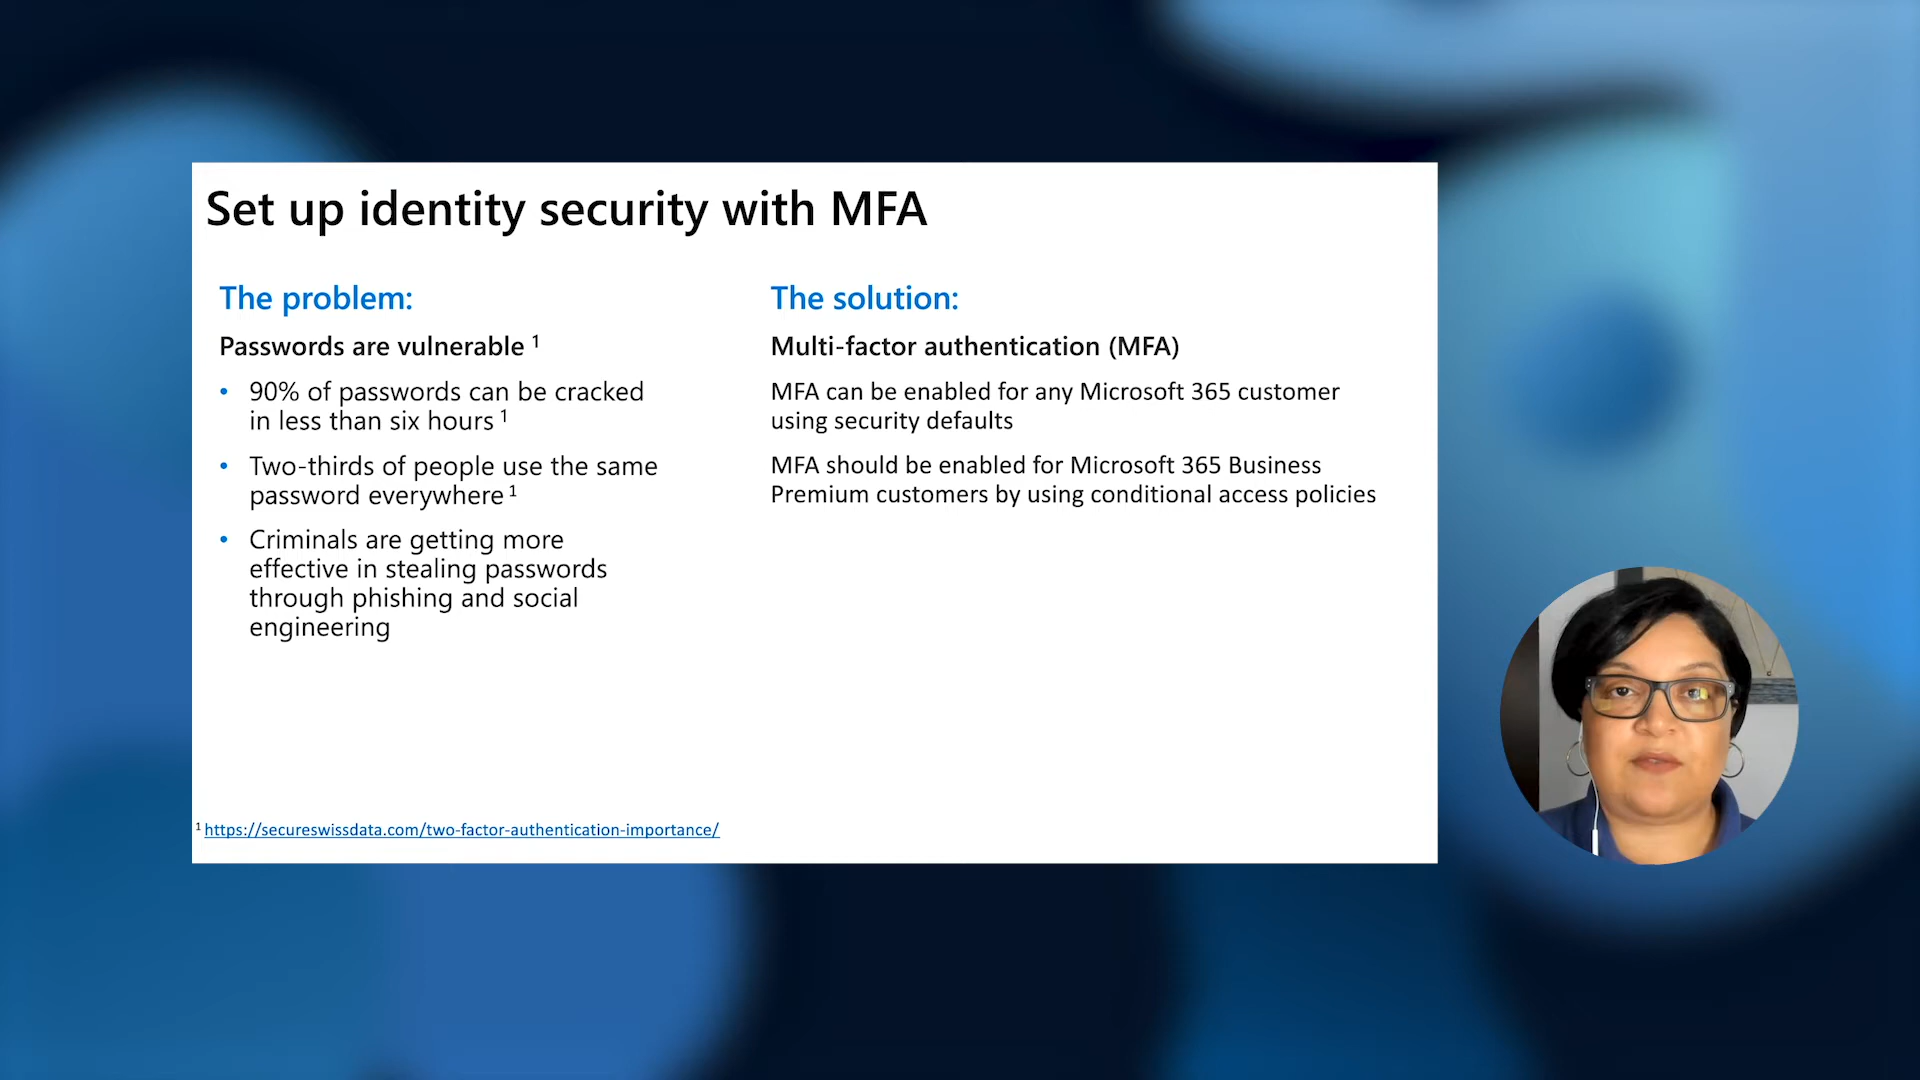 Set up identity security with MFA
The problem:
Passwords are vulnerable 1
• 90% of passwords can be cracked
in less than six hours 1
• Two-thirds of people use the same
password everywhere 1
• Criminals are getting more
effective in stealing passwords
through phishing and social
engineering
The solution:
Multi-factor authentication (MFA)
MFA can be enabled for any Microsoft 365 customer
using security defaults
MFA should be enabled for Microsoft 365 Business
Premium customers by using conditional access policies
1 https://secureswissdata.com/two-factor-authentication-importance/